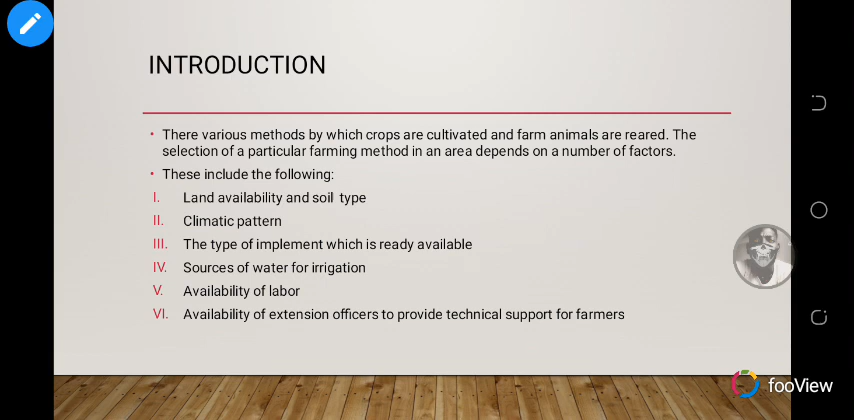 INTRODUCTION
• There various methods by which crops are cultivated and farm animals are reared. The
selection of a particular farming method in an area depends on a number of factors.
• These include the following:
I. Land availability and soil type
II. Climatic pattern
III. The type of implement which is ready available
IV. Sources of water for irrigation
V. Availability of labor
VI. Availability of extension officers to provide technical support for farmers
fooView